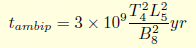 t_{ambip} = 3 × 10^9 \frac{T_4^2 L_5^2}{B_8^2} yr